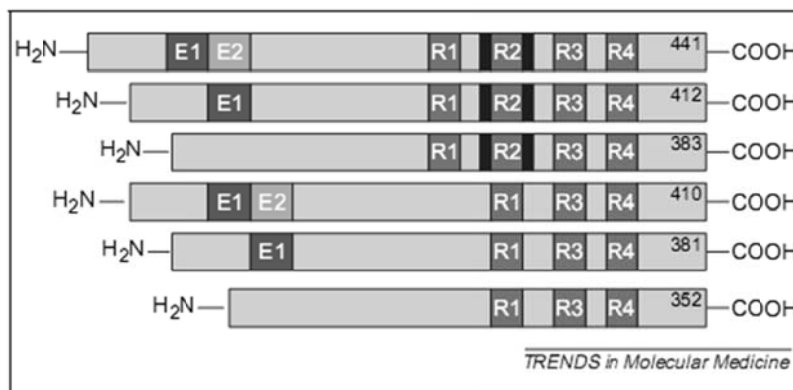 H2N E1 E2 R1 R2 R3 R4 441 COOH
H2N E1 R1 R2 R3 R4 412 COOH
H2N R1 R2 R3 R4 383 COOH
H2N E1 E2 R1 R3 R4 410 COOH
H2N E1 R1 R3 R4 381 COOH
H2N R1 R3 R4 352 COOH
TRENDS in Molecular Medicine